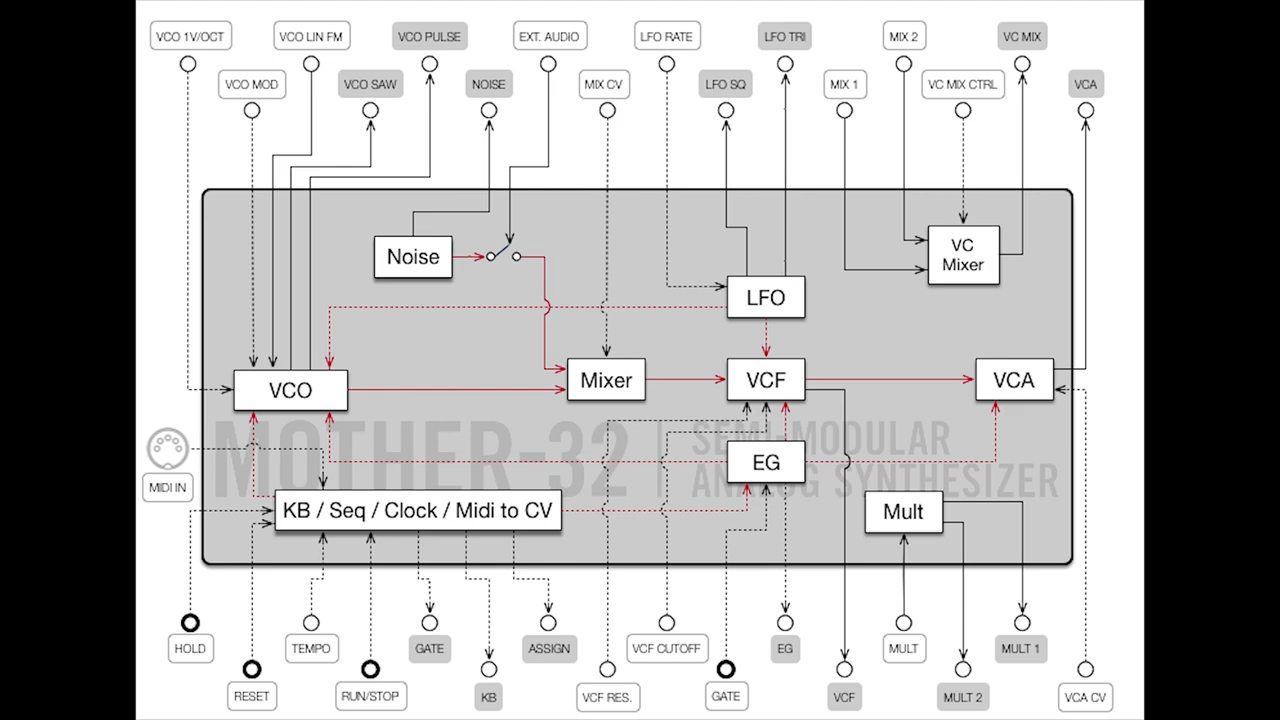 VCO 1V/OCT
VCO LIN FM
VCO PULSE
EXT. AUDIO
LFO RATE
LFO TRI
MIX 2
VC MIX
VCO MOD
VCO SAW
NOISE
MIX CV
LFO SQ
MIX 1
VC MIX CTRL
VCA
Noise
VC
Mixer
LFO
VCO
Mixer
VCF
VCA
MOTHER-32
SEMI-MODULAR
ANALOG SYNTHESIZER
EG
MIDI IN
KB / Seq / Clock / Midi to CV
Mult
HOLD
TEMPO
GATE
ASSIGN
VCF CUTOFF
EG
MULT
MULT 1
RESET
RUN/STOP
KB
VCF RES.
GATE
VCF
MULT 2
VCA CV